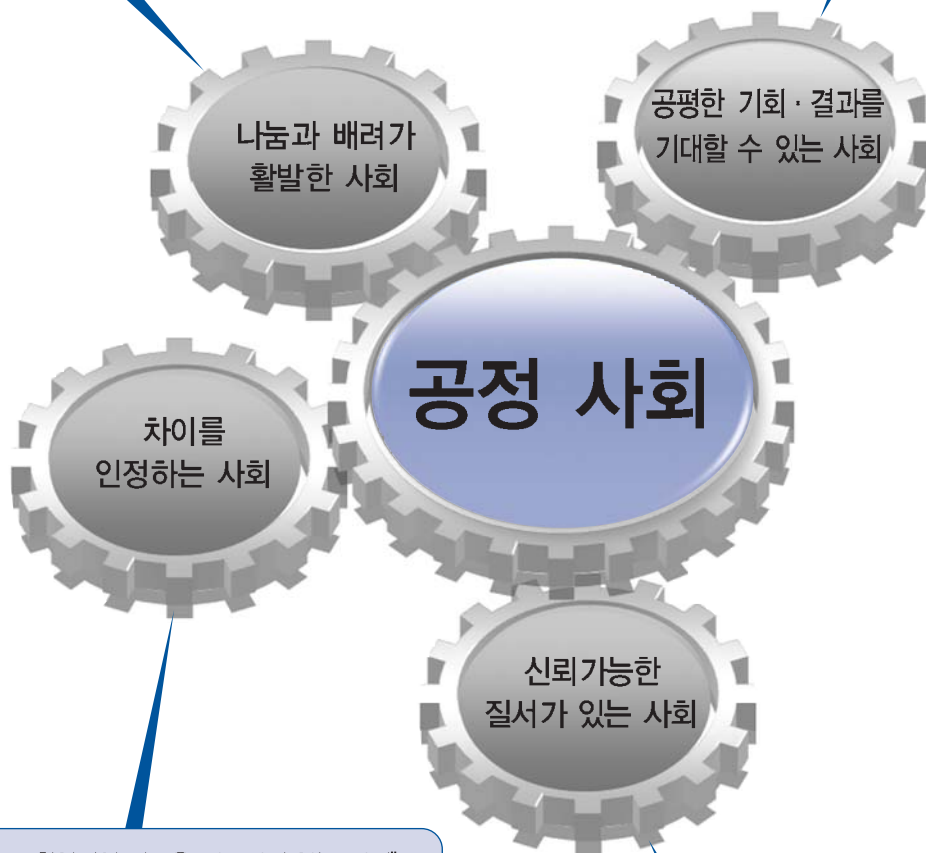 나눔과 배려가
활발한 사회
공평한 기회 · 결과를
기대할 수 있는 사회
공정 사회
차이를
인정하는 사회
신뢰가능한
질서가 있는 사회